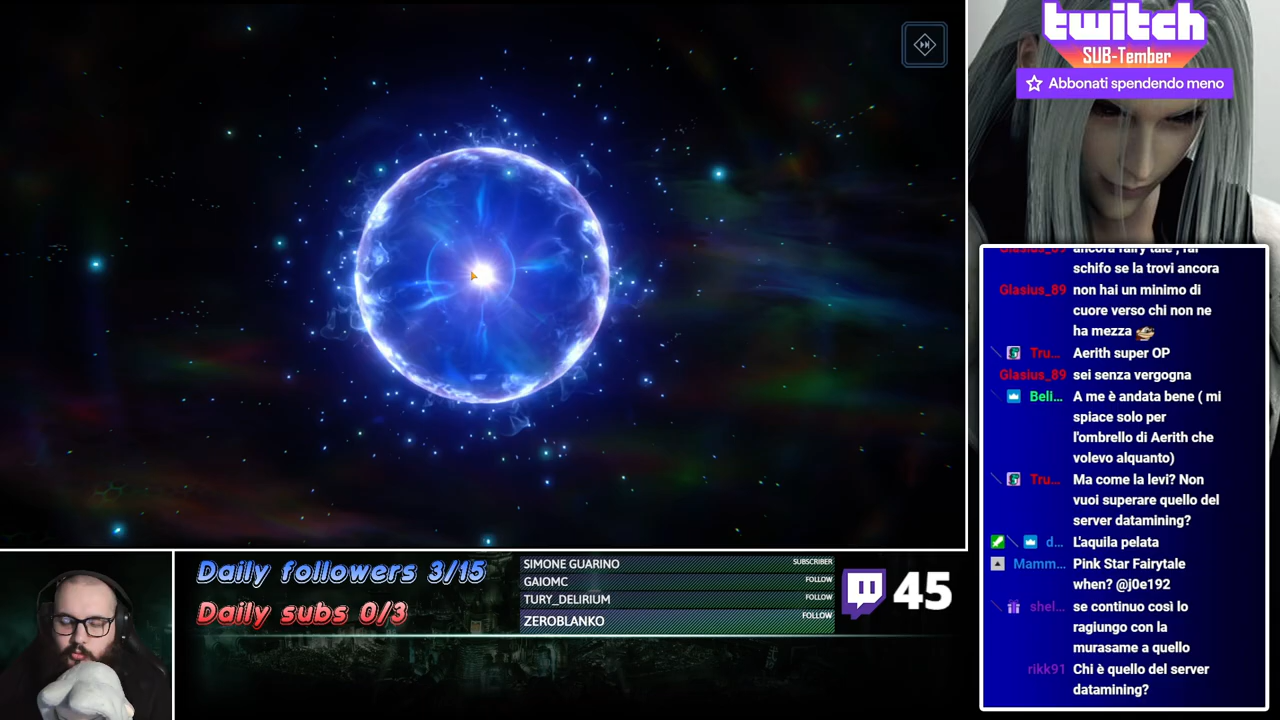 twitch
SUB-Tember
Abbonati spendendo meno
Glasius_89 ancora fairy tale , fai
schifo se la trovi ancora
Glasius_89 non hai un minimo di
cuore verso chi non ne
ha mezza
Tru... Aerith super OP
Glasius_89 sei senza vergogna
Beli... A me è andata bene ( mi
spiace solo per
l'ombrello di Aerith che
volevo alquanto)
Tru... Ma come la levi? Non
vuoi superare quello del
server datamining?
d... L'aquila pelata
Mamm... Pink Star Fairytale
when? @j0e192
shel... se continuo così lo
ragiungo con la
murasame a quello
rikk91 Chi è quello del server
datamining?
Daily followers 3/15
Daily subs 0/3
SIMONE GUARINO SUBSCRIBER
GAIOMC FOLLOW
TURY_DELIRIUM FOLLOW
ZEROBLANKO FOLLOW
45